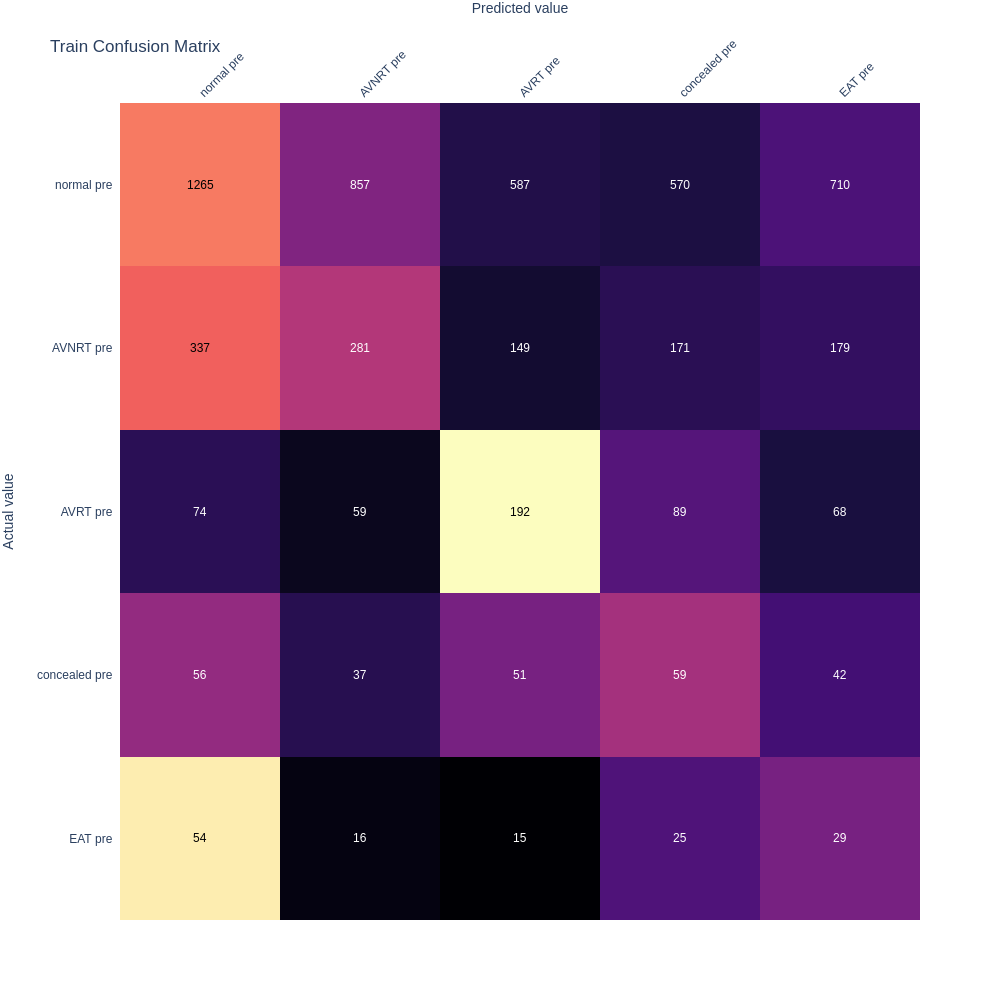 Predicted value
Train Confusion Matrix
normal pre AVNRT pre AVRT pre concealed pre EAT pre
normal pre 1265 857 587 570 710
AVNRT pre 337 281 149 171 179
AVRT pre 74 59 192 89 68
concealed pre 56 37 51 59 42
EAT pre 54 16 15 25 29
Actual value